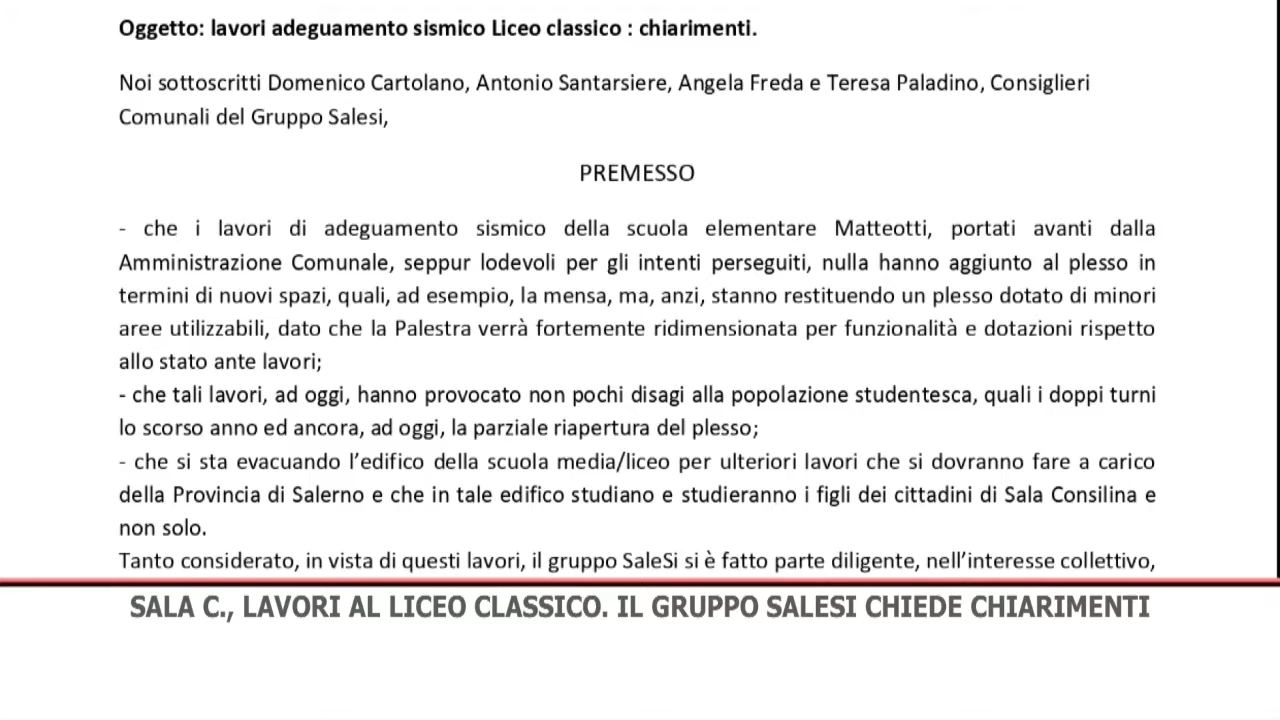 Oggetto: lavori adeguamento sismico Liceo classico : chiarimenti.
Noi sottoscritti Domenico Cartolano, Antonio Santarsiere, Angela Freda e Teresa Paladino, Consiglieri
Comunali del Gruppo Salesi,
PREMESSO
- che i lavori di adeguamento sismico della scuola elementare Matteotti, portati avanti dalla
Amministrazione Comunale, seppur lodevoli per gli intenti perseguiti, nulla hanno aggiunto al plesso in
termini di nuovi spazi, quali, ad esempio, la mensa, ma, anzi, stanno restituendo un plesso dotato di minori
aree utilizzabili, dato che la Palestra verrà fortemente ridimensionata per funzionalità e dotazioni rispetto
allo stato ante lavori;
- che tali lavori, ad oggi, hanno provocato non pochi disagi alla popolazione studentesca, quali i doppi turni
lo scorso anno ed ancora, ad oggi, la parziale riapertura del plesso;
- che si sta evacuando l’edifico della scuola media/liceo per ulteriori lavori che si dovranno fare a carico
della Provincia di Salerno e che in tale edifico studiano e studieranno i figli dei cittadini di Sala Consilina e
non solo.
Tanto considerato, in vista di questi lavori, il gruppo SaleSi si è fatto parte diligente, nell’interesse collettivo,
SALA C., LAVORI AL LICEO CLASSICO. IL GRUPPO SALESI CHIEDE CHIARIMENTI